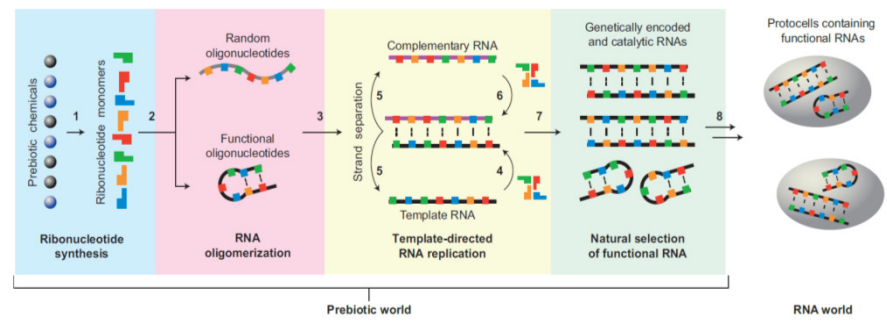 Prebiotic chemicals
1
Ribonucleotide monomers
Ribonucleotide
synthesis
2
Random
oligonucleotides
Functional
oligonucleotides
RNA
oligomerization
3
Complementary RNA
Strand separation
5
6
5
4
Template RNA
Template-directed
RNA replication
7
Genetically encoded
and catalytic RNAs
Natural selection
of functional RNA
8
Protocells containing
functional RNAs
Prebiotic world
RNA world